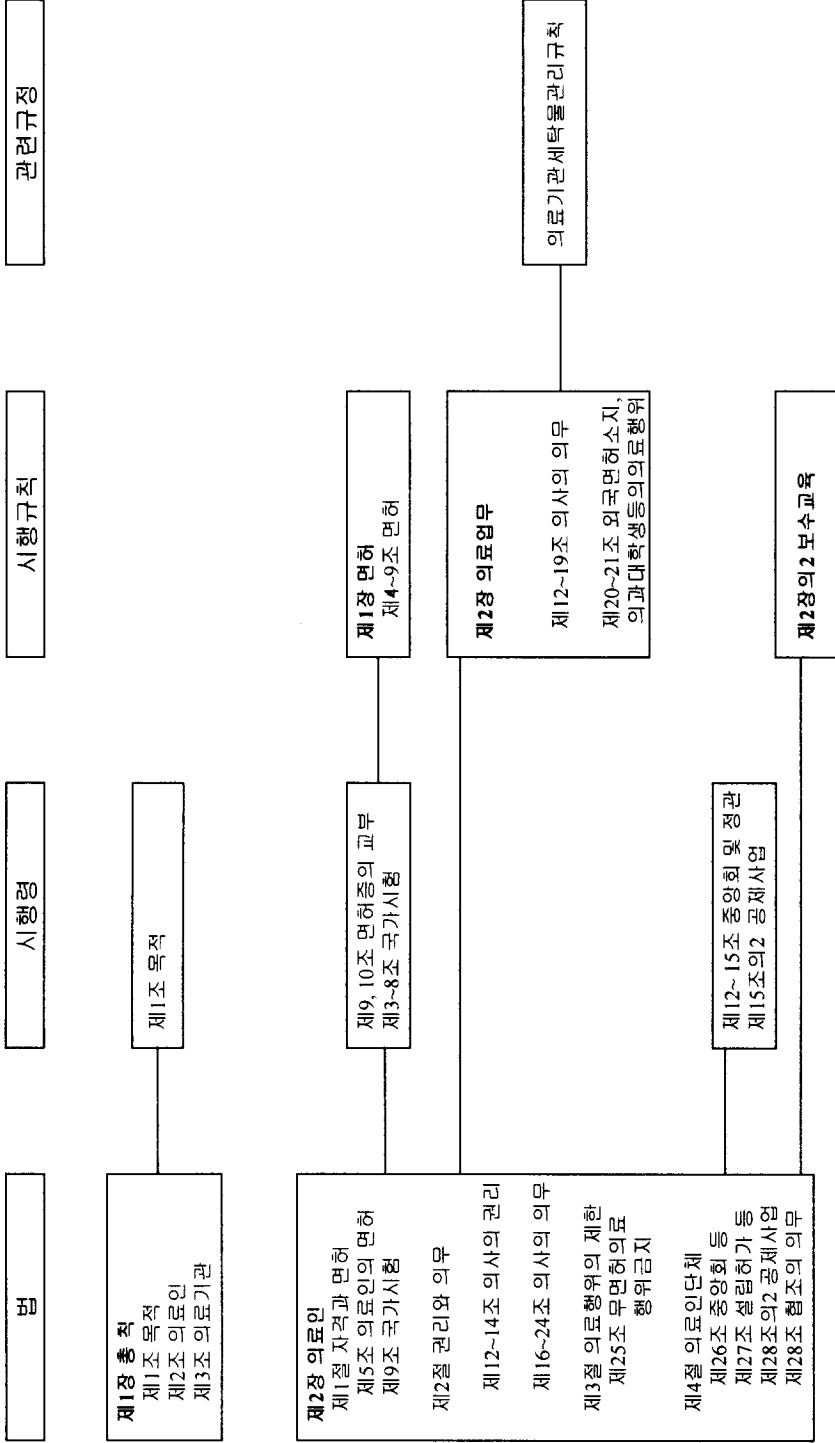 법
시행령
시행규칙
관련규정
제1장 총 칙
제1조 목적
제2조 의료인
제3조 의료기관
제1조 목적
제2장 의료인
제1절 자격과 면허
제5조 의료인의 면허
제9조 국가시험
제2절 권리와 의무
제12~14조 의사의 권리
제16~24조 의사의 의무
제3절 의료행위의 제한
제25조 무면허의료
행위금지
제4절 의료인단체
제26조 중앙회 등
제27조 설립허가 등
제28조의2 공제사업
제28조 협조의 의무
제9, 10조 면허증의 교부
제3~8조 국가시험
제12~ 15조 중앙회 및 정관
제15조의2 공제사업
제1장 면허
제4~9조 면허
제2장 의료업무
제12~19조 의사의 의무
제20~21조 외국면허소지,
의과대학생등의의료행위
제2장의2 보수교육
의료기관세탁물관리규칙